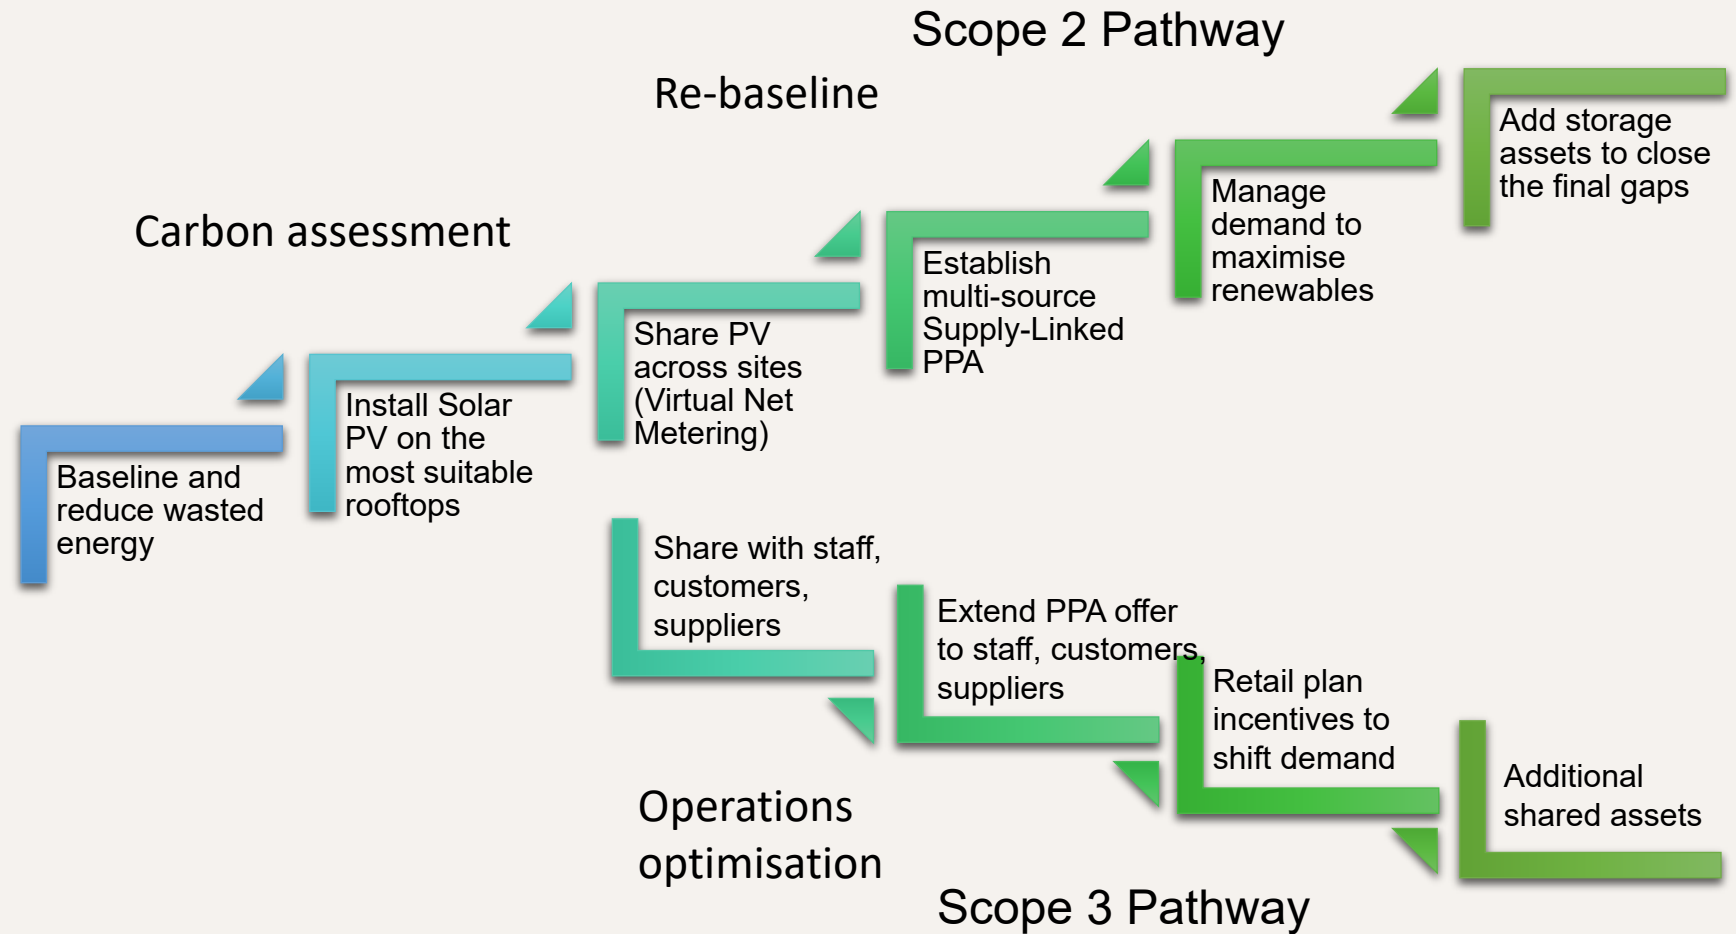 Scope 2 Pathway
Re-baseline
Carbon assessment
Baseline and
reduce wasted
energy
Install Solar
PV on the
most suitable
rooftops
Share PV
across sites
(Virtual Net
Metering)
Establish
multi-source
Supply-Linked
PPA
Manage
demand to
maximise
renewables
Add storage
assets to close
the final gaps
Share with staff,
customers,
suppliers
Extend PPA offer
to staff, customers,
suppliers
Retail plan
incentives to
shift demand
Additional
shared assets
Operations
optimisation
Scope 3 Pathway